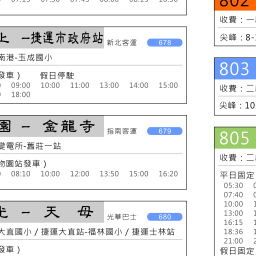 上 -捷運市政府站 新北客運 678
南港-玉成國小
發車） 假日停駛
09:00 10:00 11:00 13:00 14:00 15:00
18:00
園 - 金龍寺 指南客運 679
變電所-舊莊一站
物園站發車）
08:10 10:00 12:10 13:50 15:00 16:20
- 天 母 光華巴士 680
大直國小／捷運大直站-福林國小／捷運士林站
發車）
802
收費：一
尖峰：8-
803
收費：二
尖峰：10
805
收費：二
平日固定
05:30
07:40
10:00
13:00
16:15
18:36
21:00
假日固定